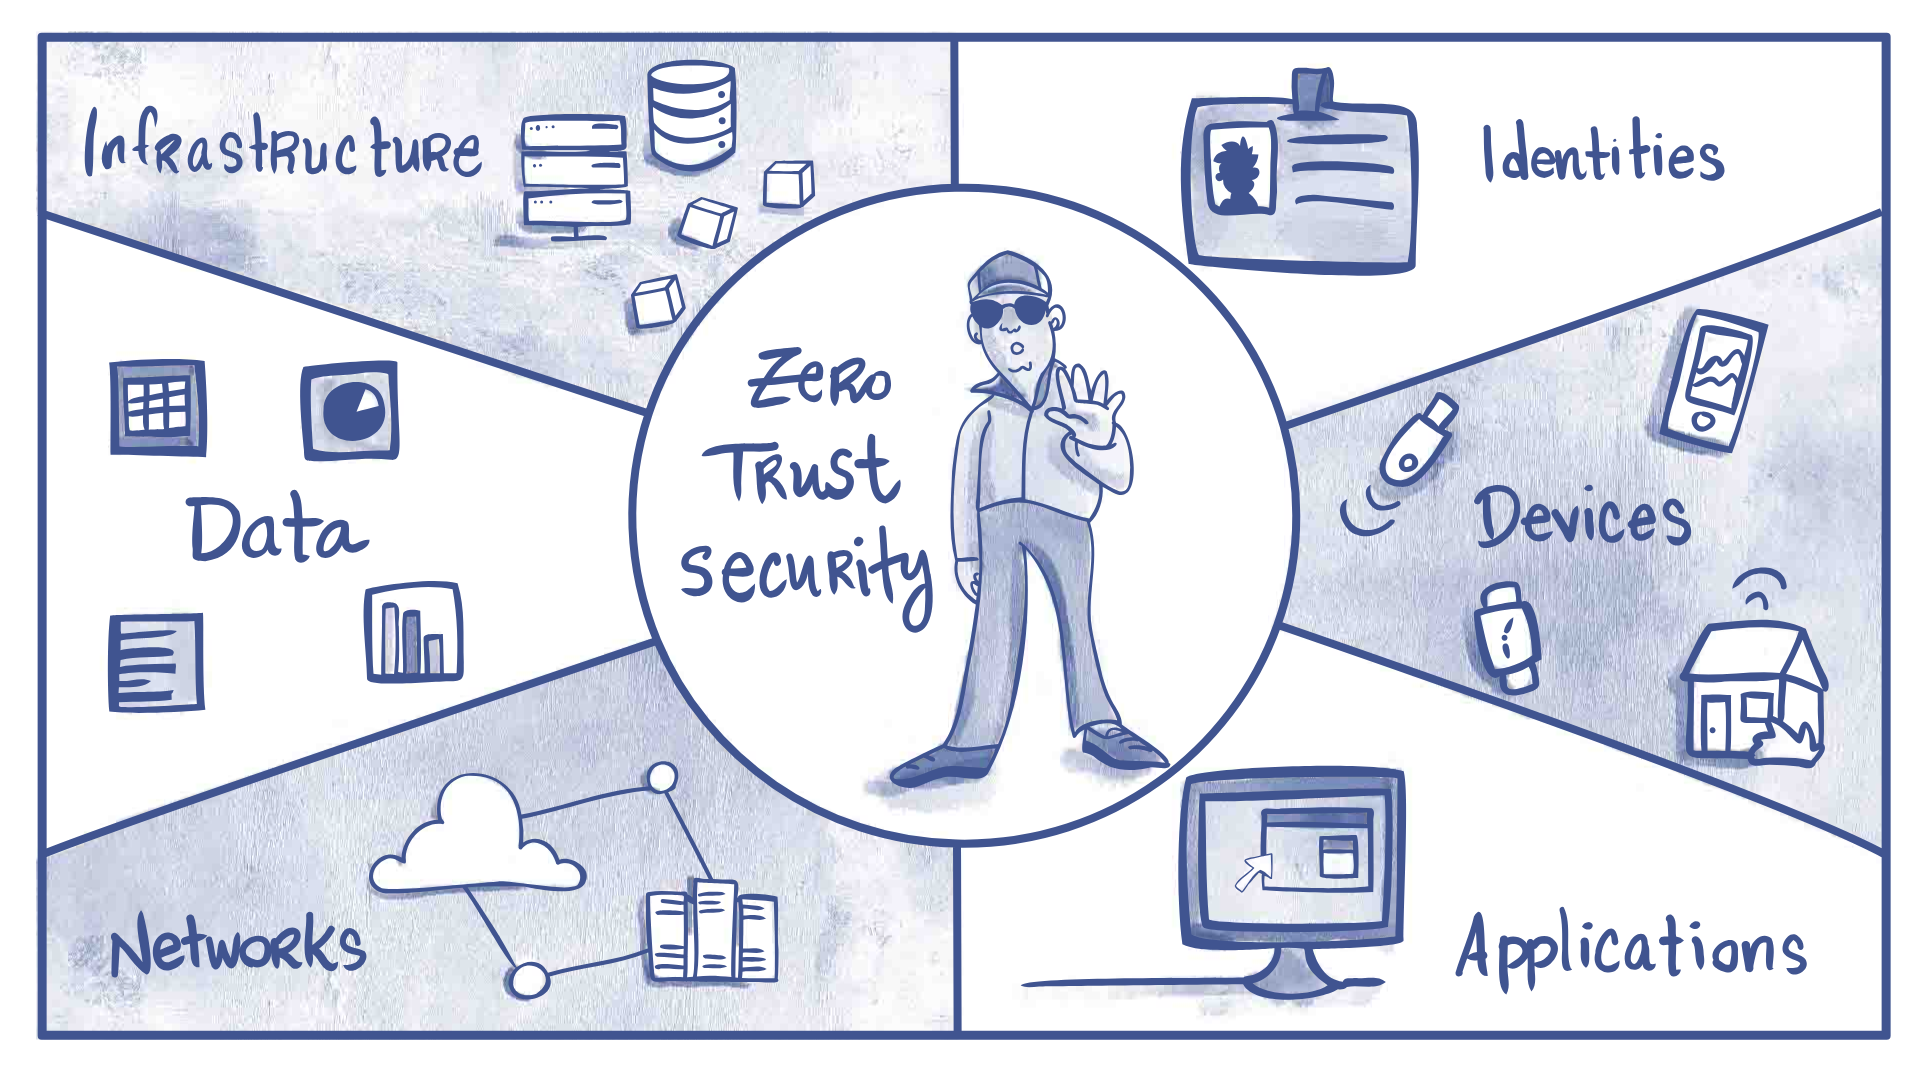 Infrastructure
Identities
Zero
Trust
security
Data
Devices
Networks
Applications